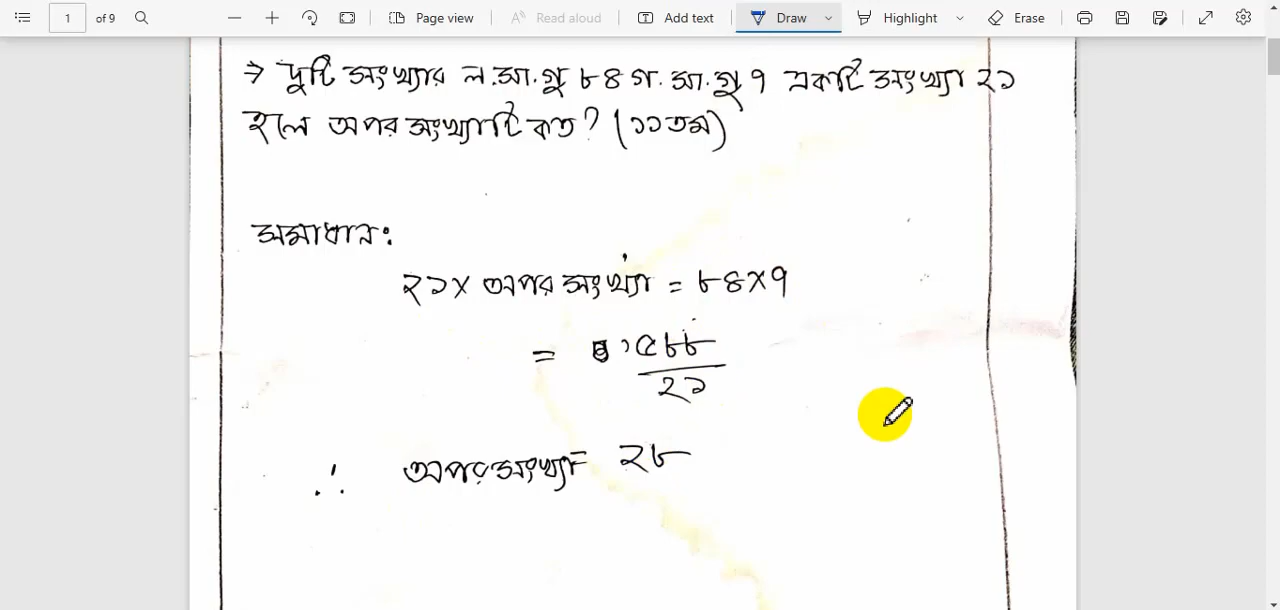 1 of 9 Page view Read aloud Add text Draw Highlight Erase
→ দুটি সংখ্যার ল.সা.গু ৮৪ গ.সা.গু ৭ একটি সংখ্যা ২১
হলে অপর সংখ্যাটি কত? (১১তম)
সমাধান:
২১× অপর সংখ্যা = ৮৪×৭
= ৫৮৮
২১
∴ অপর সংখ্যা = ২৮